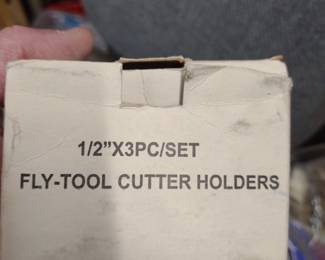 1/2”X3PC/SET
FLY-TOOL CUTTER HOLDERS